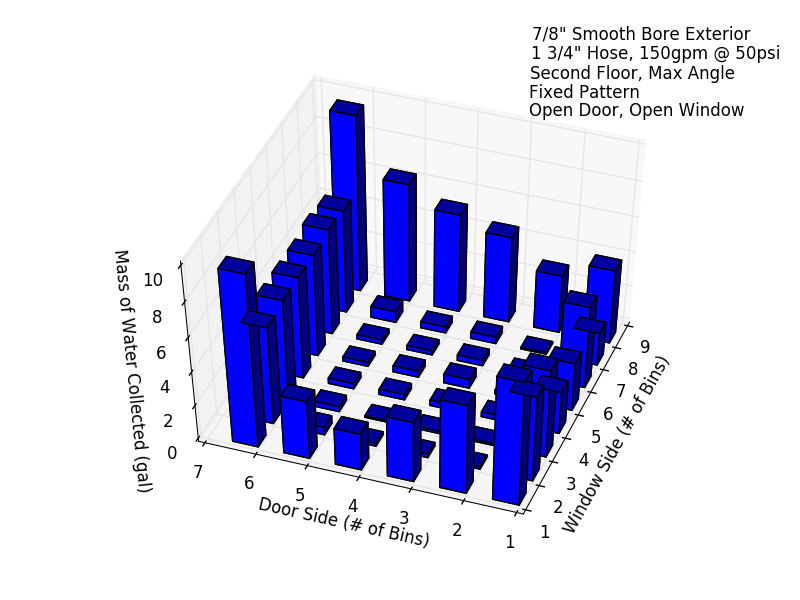 7/8" Smooth Bore Exterior
1 3/4" Hose, 150gpm @ 50psi
Second Floor, Max Angle
Fixed Pattern
Open Door, Open Window
Mass of Water Collected (gal)
10
8
6
4
2
0
Door Side (# of Bins)
7
6
5
4
3
2
1
Window Side (# of Bins)
9
8
7
6
5
4
3
2
1